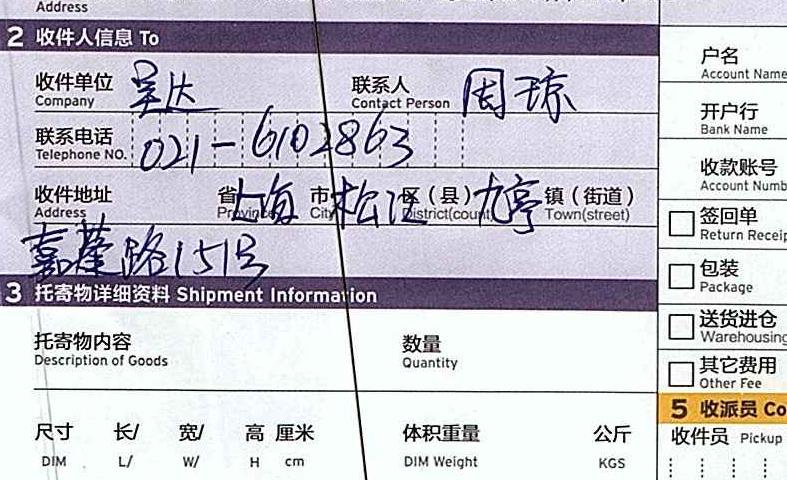 Address
2 收件人信息 To
收件单位 吴达 联系人 周琼
Company Contact Person
联系电话 021-6102863
Telephone NO.
收件地址 省 上海 市 松江 区（县）九亭 镇（街道）
Address Province City District(count Town(street)
嘉 路151号
3 托寄物详细资料 Shipment Information
托寄物内容 数量
Description of Goods Quantity
尺寸 长/ 宽/ 高 厘米 体积重量 公斤
DIM L/ W/ H cm DIM Weight KGS
户名
Account Name
开户行
Bank Name
收款账号
Account Numb
签回单
Return Receip
包装
Package
送货进仓
Warehousing
其它费用
Other Fee
5 收派员 Co
收件员 Pickup